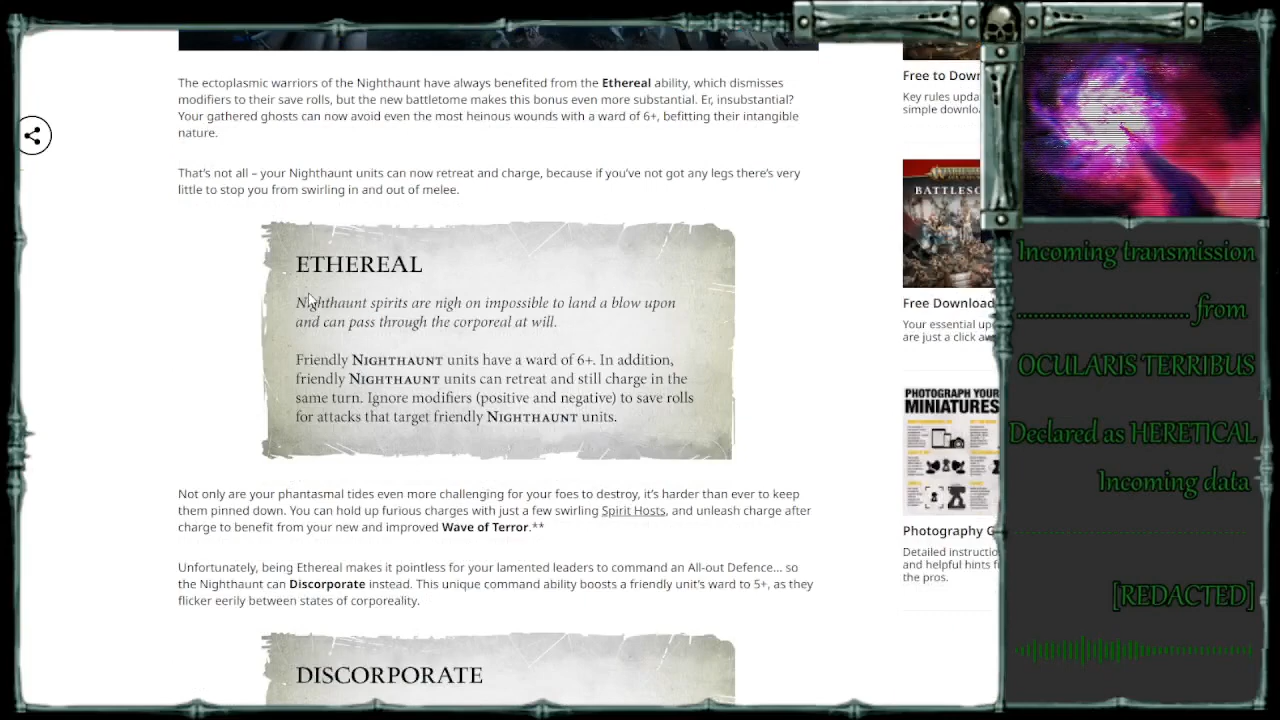 The ectoplasmic warriors of the Nighthaunt have always benefited from the Ethereal ability, which dismisses
modifiers to their save rolls, but the new battletome makes this bonus even more substantial. Er, insubstantial?
Your gathered ghosts can now avoid even the most heinous wounds with a ward of 6+, befitting their intangible
nature.
That's not all – your Nighthaunt units can now retreat and charge, because if you've not got any legs there's very
little to stop you from swirling in and out of melee.
ETHEREAL
Nighthaunt spirits are nigh on impossible to land a blow upon
and can pass through the corporeal at will.
Friendly NIGHTHAUNT units have a ward of 6+. In addition,
friendly NIGHTHAUNT units can retreat and still charge in the
same turn. Ignore modifiers (positive and negative) to save rolls
for attacks that target friendly NIGHTHAUNT units.
Not only are your phantasmal tides even more challenging for your foes to destroy, it's harder than ever to keep
them pinned down. You can hold up furious charges with just a few swirling Spirit Hosts, and unleash charge after
charge to benefit from your new and improved Wave of Terror.**
Unfortunately, being Ethereal makes it pointless for your lamented leaders to command an All-out Defence... so
the Nighthaunt can Discorporate instead. This unique command ability boosts a friendly unit's ward to 5+, as they
flicker eerily between states of corporeality.
DISCORPORATE
Free to Down
Key rules upda
simple downlo
BATTLESC
Free Download
Your essential up
are just a click aw
PHOTOGRAPH YOUR
MINIATURES
Photography G
Detailed instructio
and helpful hints f
the pros.
Incoming transmission
.............................. from
OCULARIS TERRIBUS
Declared as HERITICAL
Incoming data
[REDACTED]